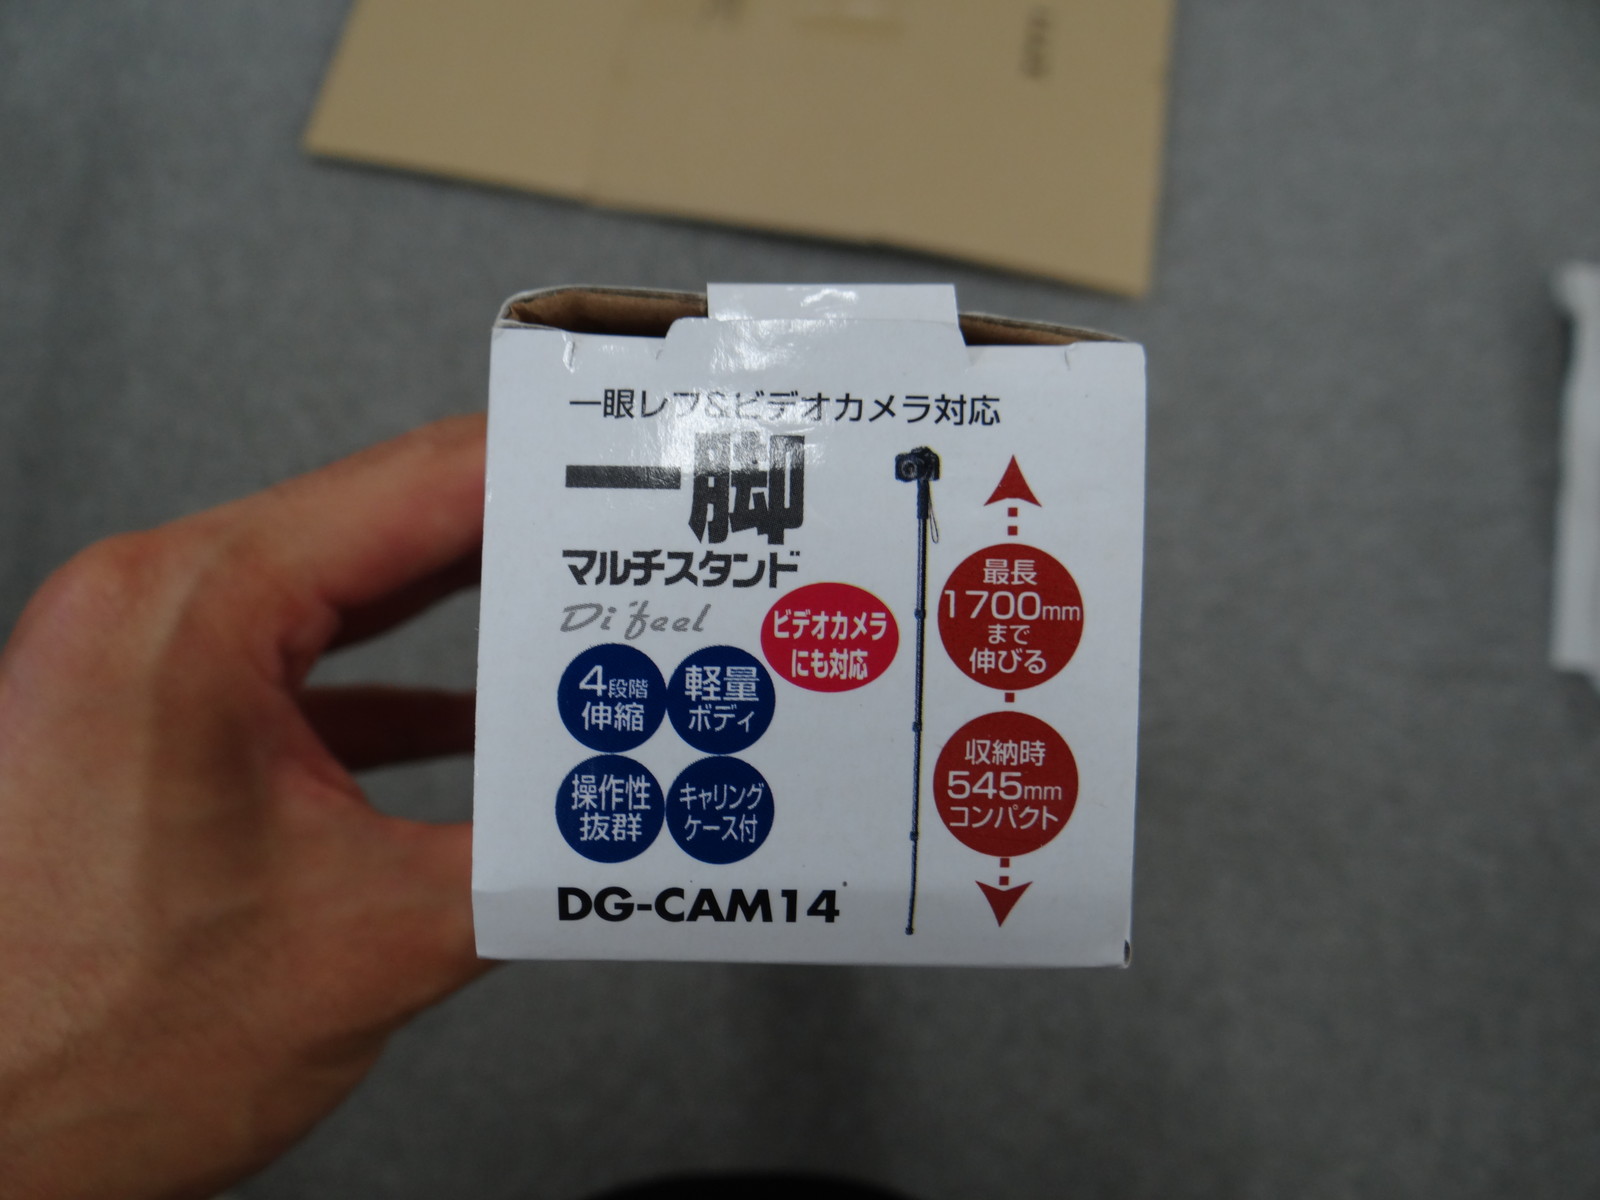 一眼レフ&ビデオカメラ対応
一脚
マルチスタンド
Di'feel
ビデオカメラ
にも対応
4段階
伸縮
軽量
ボディ
操作性
抜群
キャリング
ケース付
DG-CAM14
最長
1700mm
まで
伸びる
収納時
545mm
コンパクト